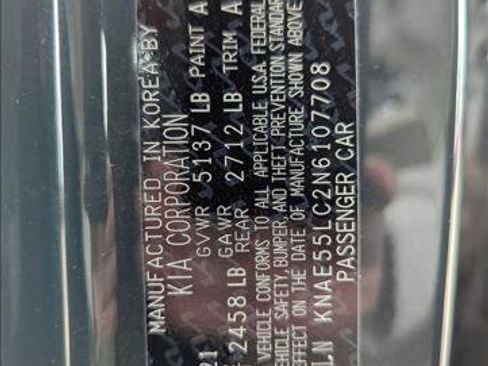 MANUFACTURED IN KOREA BY
KIA CORPORATION
GVWR 5137 LB PAINT A
GAWR 2712 LB TRIM A
2458 LB REAR
VEHICLE CONFORMS TO ALL APPLICABLE U.S.A. FEDERAL
VEHICLE SAFETY, BUMPER, AND THEFT PREVENTION STANDAR
EFFECT ON THE DATE OF MANUFACTURE SHOWN ABOVE
KNAE55LC2N6107708
PASSENGER CAR